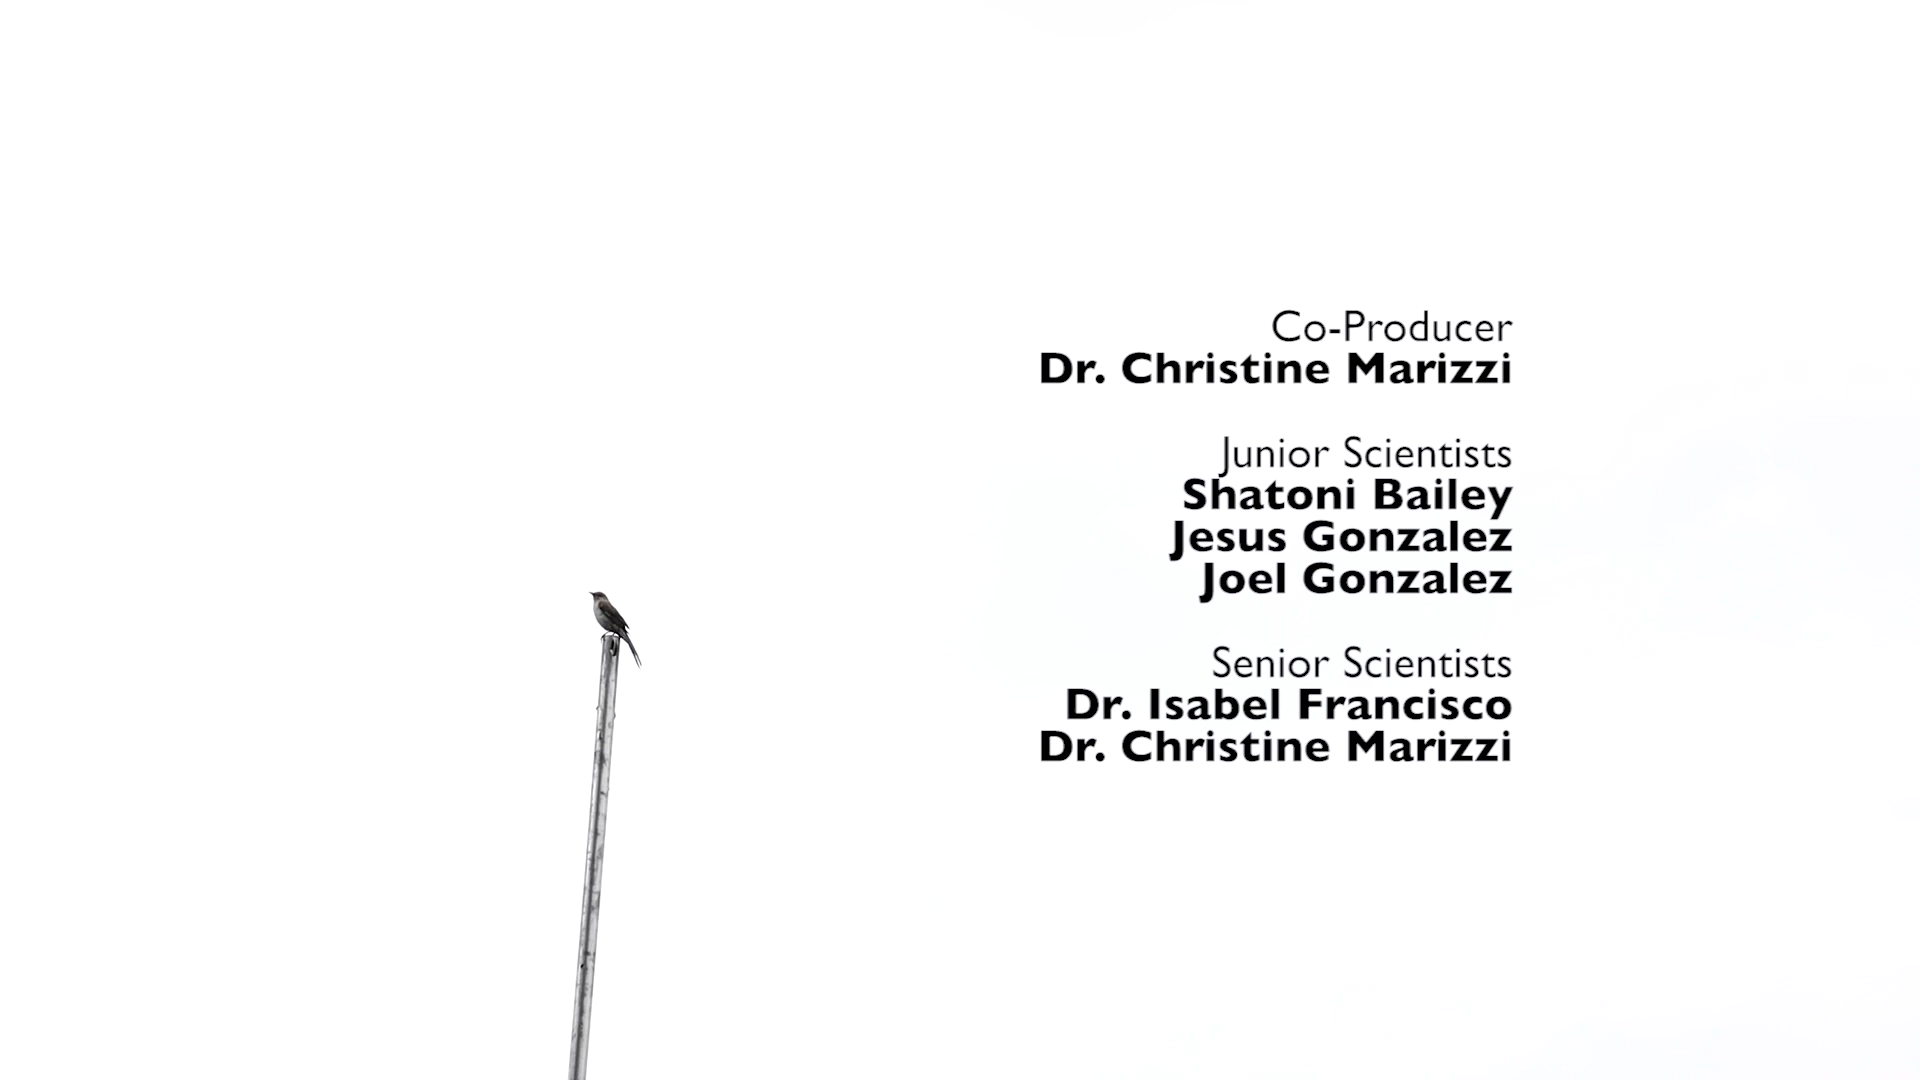 Co-Producer
Dr. Christine Marizzi
Junior Scientists
Shatoni Bailey
Jesus Gonzalez
Joel Gonzalez
Senior Scientists
Dr. Isabel Francisco
Dr. Christine Marizzi